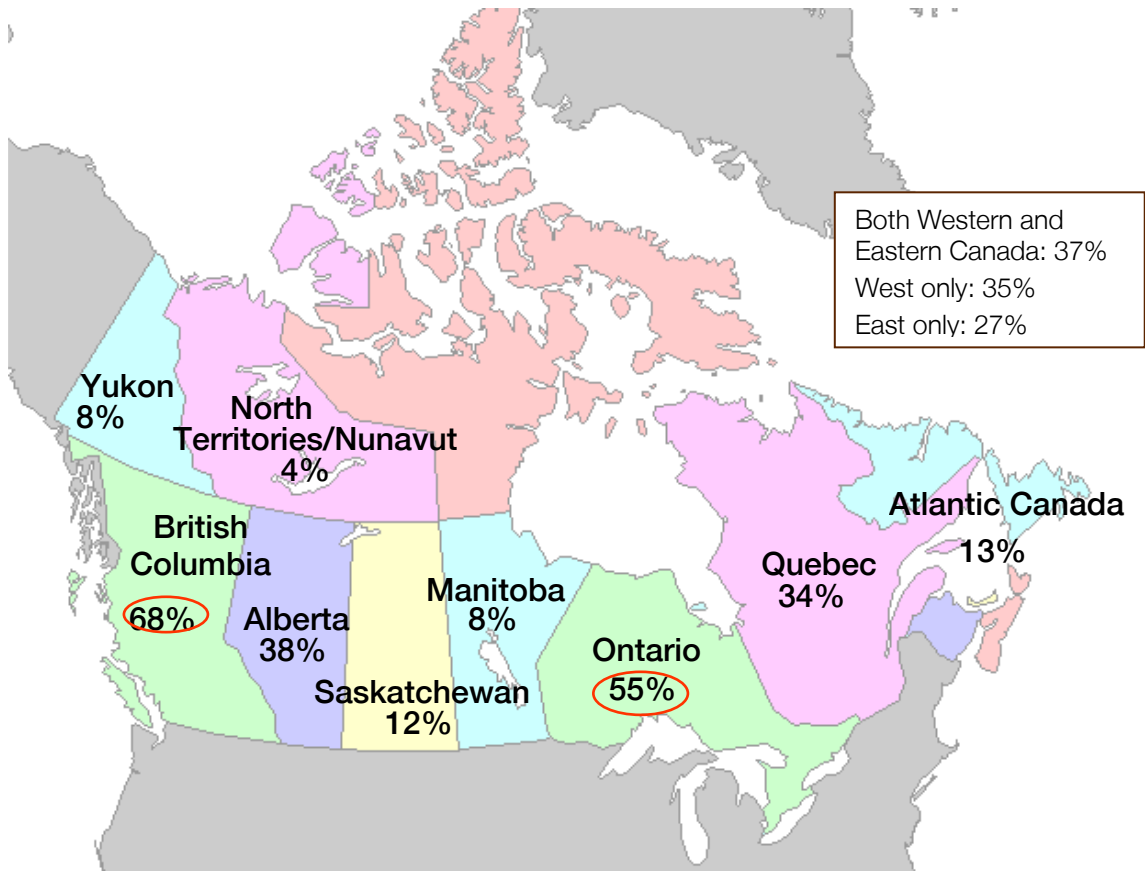 Both Western and
Eastern Canada: 37%
West only: 35%
East only: 27%
Yukon
8%
North
Territories/Nunavut
4%
British
Columbia
68%
Alberta
38%
Saskatchewan
12%
Manitoba
8%
Ontario
55%
Quebec
34%
Atlantic Canada
13%